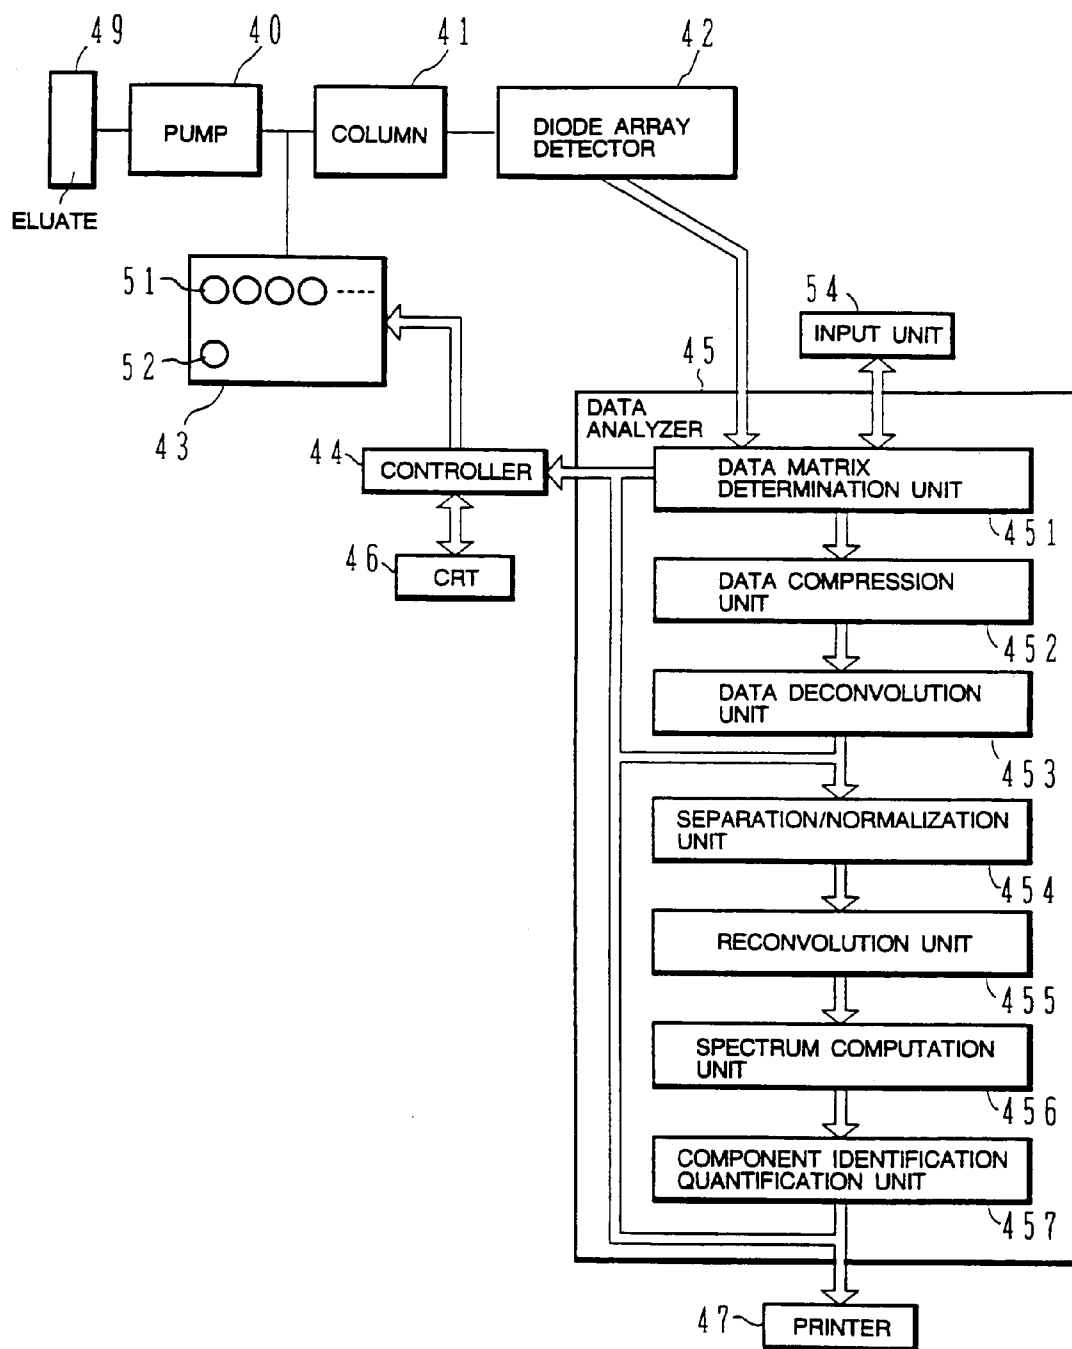 49
40
41
42
PUMP
COLUMN
DIODE ARRAY
DETECTOR
ELUATE
51
52
43
54
INPUT UNIT
45
DATA
ANALYZER
44
CONTROLLER
DATA MATRIX
DETERMINATION UNIT
451
46
CRT
DATA COMPRESSION
UNIT
452
DATA DECONVOLUTION
UNIT
453
SEPARATION/NORMALIZATION
UNIT
454
RECONVOLUTION UNIT
455
SPECTRUM COMPUTATION
UNIT
456
COMPONENT IDENTIFICATION
QUANTIFICATION UNIT
457
47
PRINTER